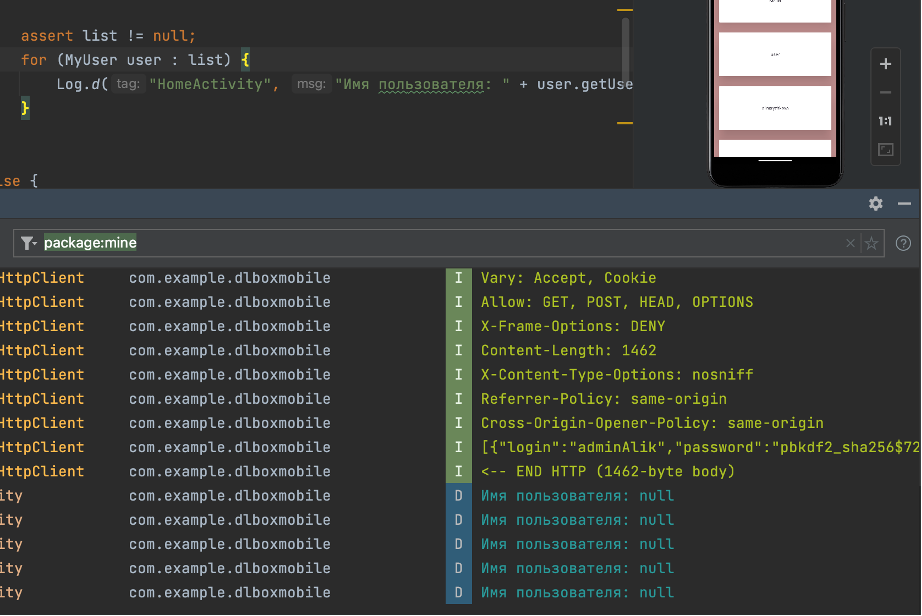 assert list != null;
for (MyUser user : list) {
Log.d( tag: "HomeActivity", msg: "Имя пользователя: " + user.getUse
}
lse {
1:1
package:mine
HttpClient com.example.dlboxmobile I Vary: Accept, Cookie
HttpClient com.example.dlboxmobile I Allow: GET, POST, HEAD, OPTIONS
HttpClient com.example.dlboxmobile I X-Frame-Options: DENY
HttpClient com.example.dlboxmobile I Content-Length: 1462
HttpClient com.example.dlboxmobile I X-Content-Type-Options: nosniff
HttpClient com.example.dlboxmobile I Referrer-Policy: same-origin
HttpClient com.example.dlboxmobile I Cross-Origin-Opener-Policy: same-origin
HttpClient com.example.dlboxmobile I [{"login":"adminAlik","password":"pbkdf2_sha256$72
HttpClient com.example.dlboxmobile I <-- END HTTP (1462-byte body)
ity com.example.dlboxmobile D Имя пользователя: null
ity com.example.dlboxmobile D Имя пользователя: null
ity com.example.dlboxmobile D Имя пользователя: null
ity com.example.dlboxmobile D Имя пользователя: null
ity com.example.dlboxmobile D Имя пользователя: null